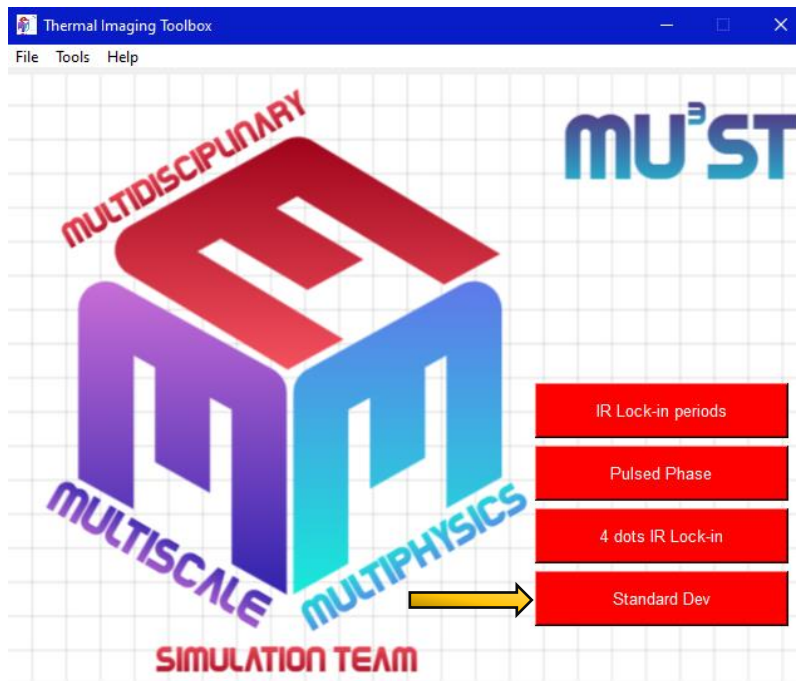 Thermal Imaging Toolbox
File Tools Help
MULTIDISCIPLINARY
MU³ST
MULTISCALE
MULTIPHYSICS
SIMULATION TEAM
IR Lock-in periods
Pulsed Phase
4 dots IR Lock-in
Standard Dev